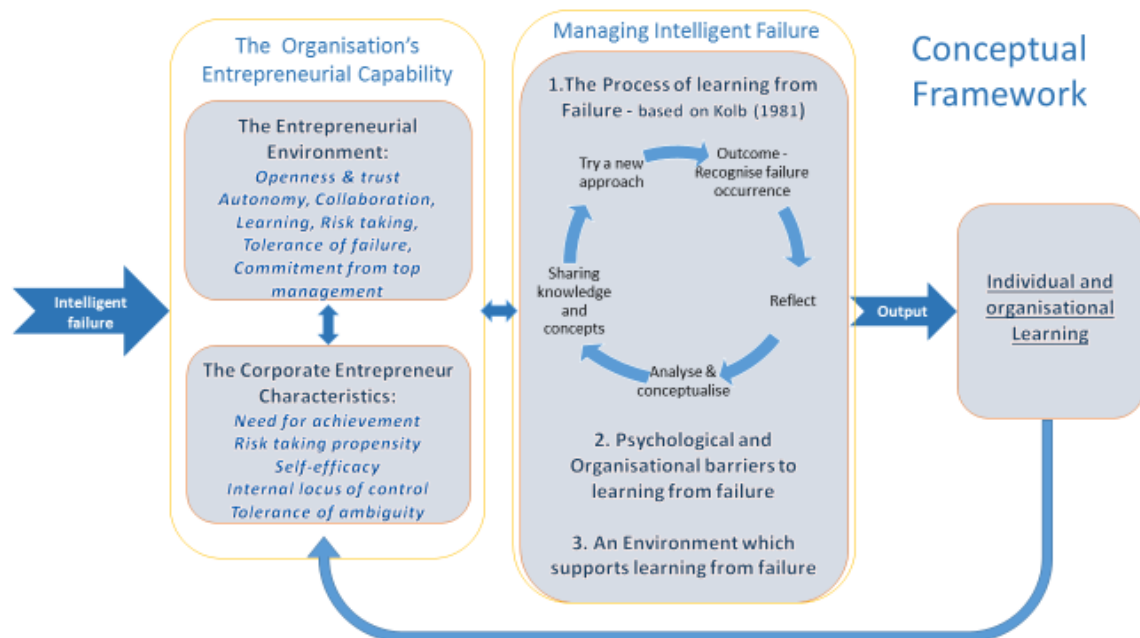 Conceptual
Framework
Intelligent
failure
The Organisation's
Entrepreneurial Capability
The Entrepreneurial
Environment:
Openness & trust
Autonomy, Collaboration,
Learning, Risk taking,
Tolerance of failure,
Commitment from top
management
The Corporate Entrepreneur
Characteristics:
Need for achievement
Risk taking propensity
Self-efficacy
Internal locus of control
Tolerance of ambiguity
Managing Intelligent Failure
1.The Process of learning from
Failure - based on Kolb (1981)
Try a new
approach
Outcome -
Recognise failure
occurrence
Reflect
Analyse &
conceptualise
Sharing
knowledge
and
concepts
2. Psychological and
Organisational barriers to
learning from failure
3. An Environment which
supports learning from failure
Output
Individual and
organisational
Learning